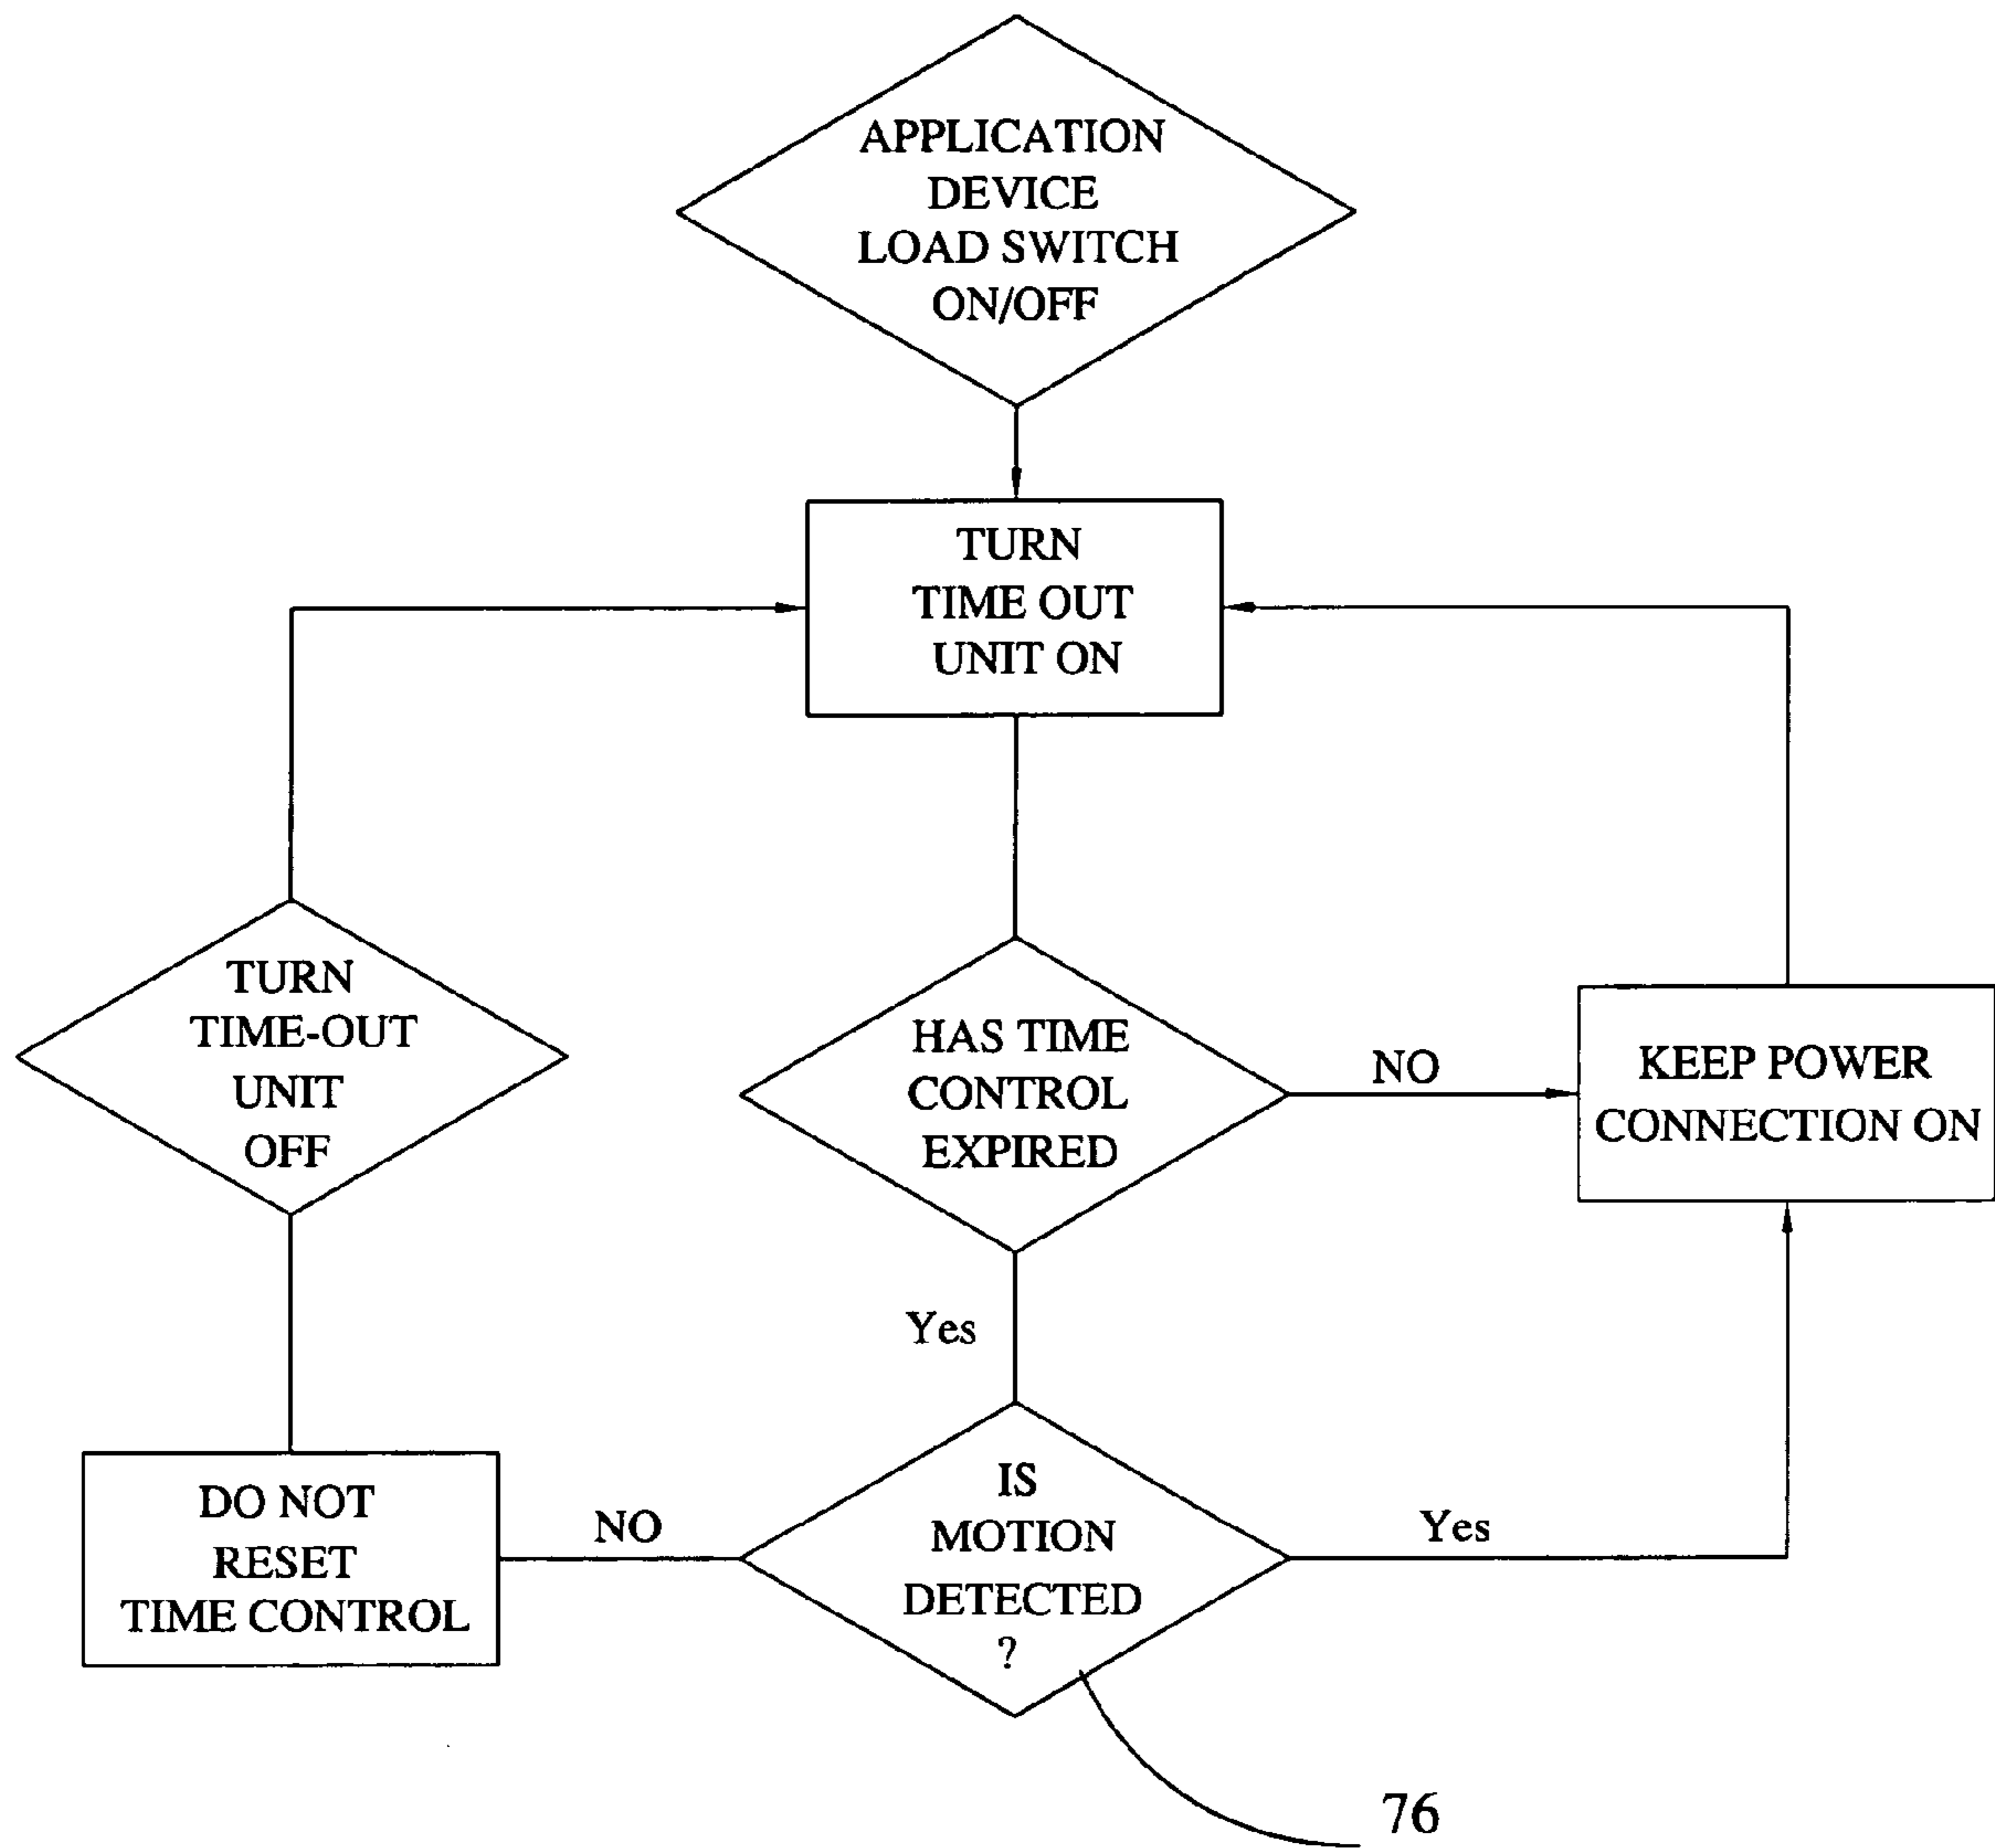 APPLICATION
DEVICE
LOAD SWITCH
ON/OFF
TURN
TIME OUT
UNIT ON
TURN
TIME-OUT
UNIT
OFF
HAS TIME
CONTROL
EXPIRED
NO
KEEP POWER
CONNECTION ON
Yes
DO NOT
RESET
TIME CONTROL
NO
IS
MOTION
DETECTED
?
Yes
76